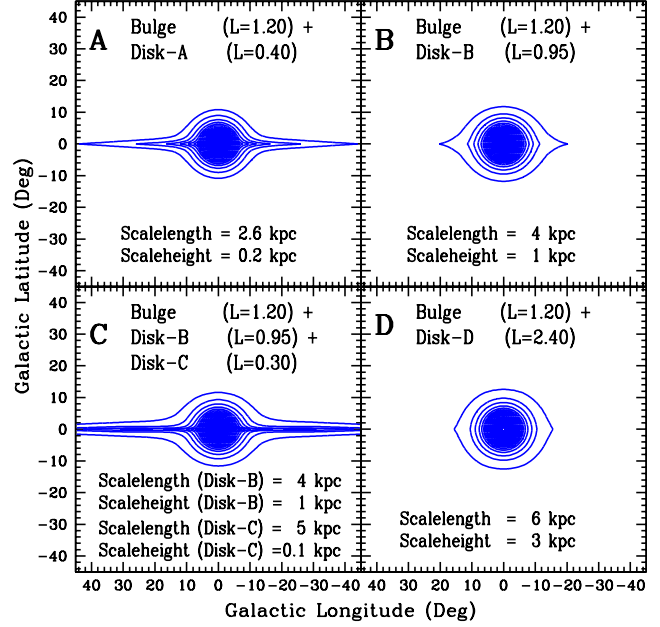 A
Bulge (L=1.20) +
Disk-A (L=0.40)
Scalelength = 2.6 kpc
Scaleheight = 0.2 kpc
B
Bulge (L=1.20) +
Disk-B (L=0.95)
Scalelength = 4 kpc
Scaleheight = 1 kpc
C
Bulge (L=1.20) +
Disk-B (L=0.95) +
Disk-C (L=0.30)
Scalelength (Disk-B) = 4 kpc
Scaleheight (Disk-B) = 1 kpc
Scalelength (Disk-C) = 5 kpc
Scaleheight (Disk-C) =0.1 kpc
D
Bulge (L=1.20) +
Disk-D (L=2.40)
Scalelength = 6 kpc
Scaleheight = 3 kpc
40
30
20
10
0
-10
-20
-30
-40
40
30
20
10
0
-10
-20
-30
-40
40 30 20 10 0 -10 -20 -30 -40
40 30 20 10 0 -10 -20 -30 -40
Galactic Latitude (Deg)
Galactic Longitude (Deg)